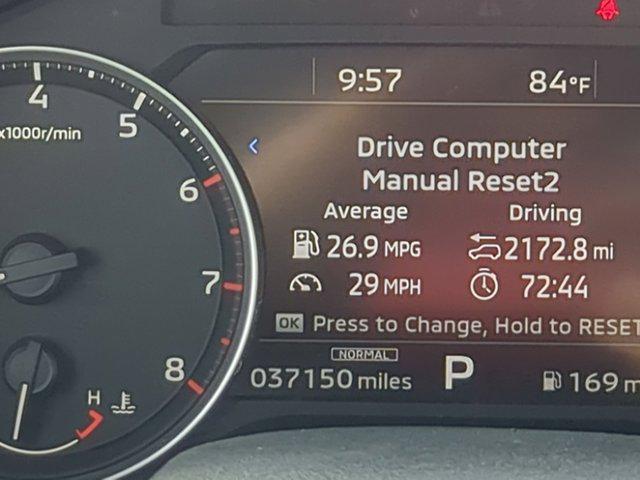 4
5
x1000r/min
6
7
8
H
9:57 84°F
Drive Computer
Manual Reset2
Average Driving
26.9 MPG 2172.8 mi
29 MPH 72:44
OK Press to Change, Hold to RESET
NORMAL
037150 miles P 169 m